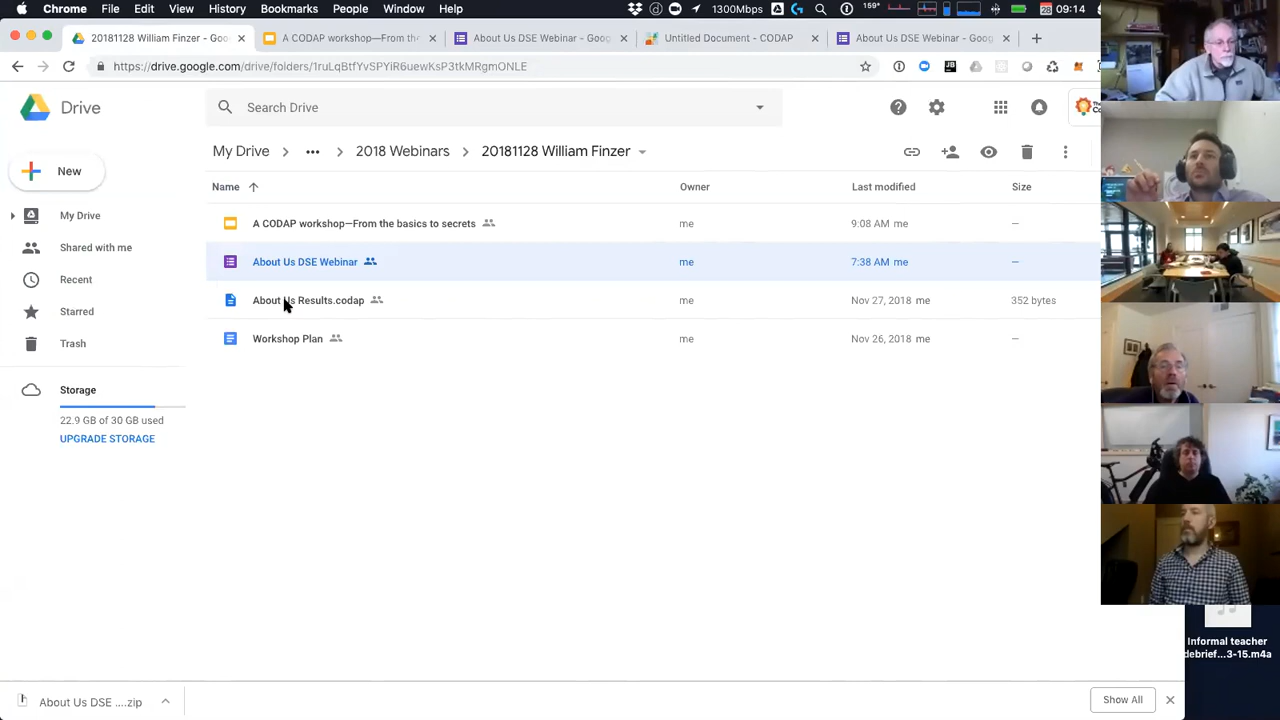 Chrome File Edit View History Bookmarks People Window Help 1300Mbps 159° 28 09:14
20181128 William Finzer - Goo × A CODAP workshop—From th × About Us DSE Webinar - Goog × Untitled Document - CODAP × About Us DSE Webinar - Goog × +
https://drive.google.com/drive/folders/
Drive Search Drive
My Drive > ... > 2018 Webinars > 20181128 William Finzer
New
Name ↑ Owner Last modified Size
My Drive
Shared with me
Recent
Starred
Trash
Storage
22.9 GB of 30 GB used
UPGRADE STORAGE
A CODAP workshop—From the basics to secrets me 9:08 AM me —
About Us DSE Webinar me 7:38 AM me —
About Us Results.codap me Nov 27, 2018 me 352 bytes
Workshop Plan me Nov 26, 2018 me —
Informal teacher
debrief...3-15.m4a
About Us DSE ....zip
Show All ×